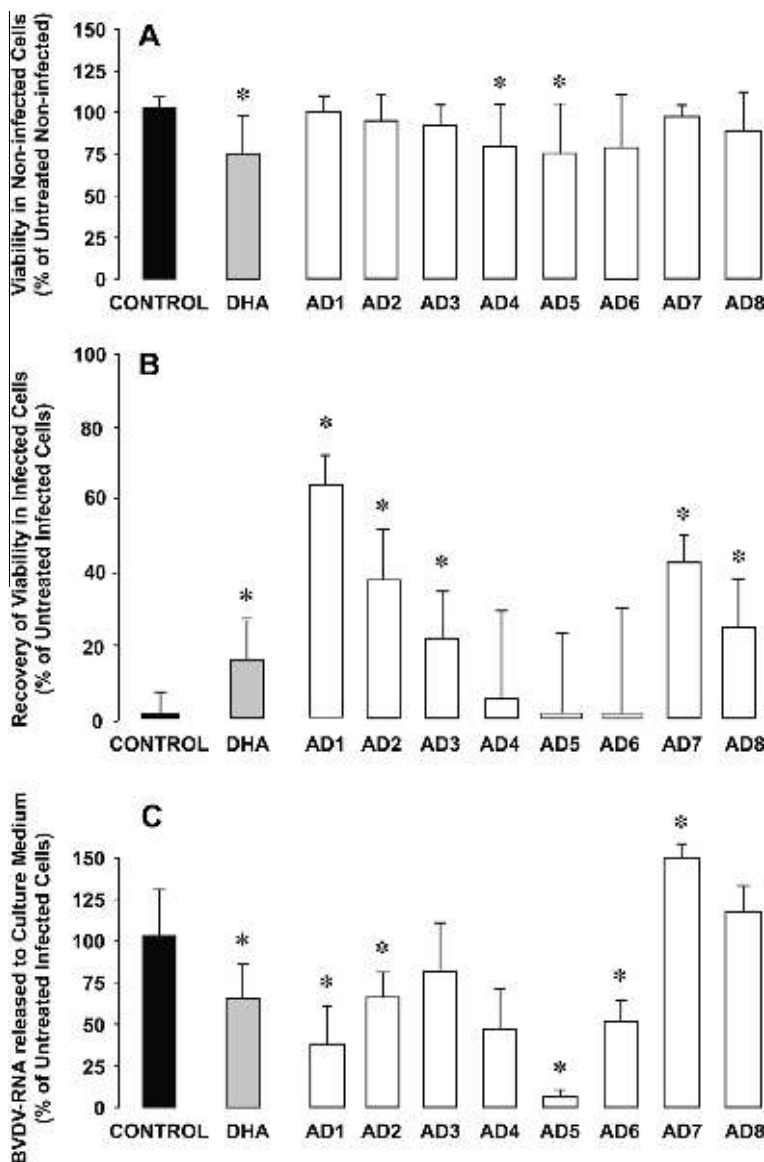 A
Viability in Non-infected Cells
(% of Untreated Non-infected)
150
125
100
75
50
25
0
* * *
CONTROL DHA AD1 AD2 AD3 AD4 AD5 AD6 AD7 AD8
B
Recovery of Viability in Infected Cells
(% of Untreated Infected Cells)
100
80
60
40
20
0
* * * * * *
CONTROL DHA AD1 AD2 AD3 AD4 AD5 AD6 AD7 AD8
C
BVDV-RNA released to Culture Medium
(% of Untreated Infected Cells)
150
125
100
75
50
25
0
* * * * * *
CONTROL DHA AD1 AD2 AD3 AD4 AD5 AD6 AD7 AD8